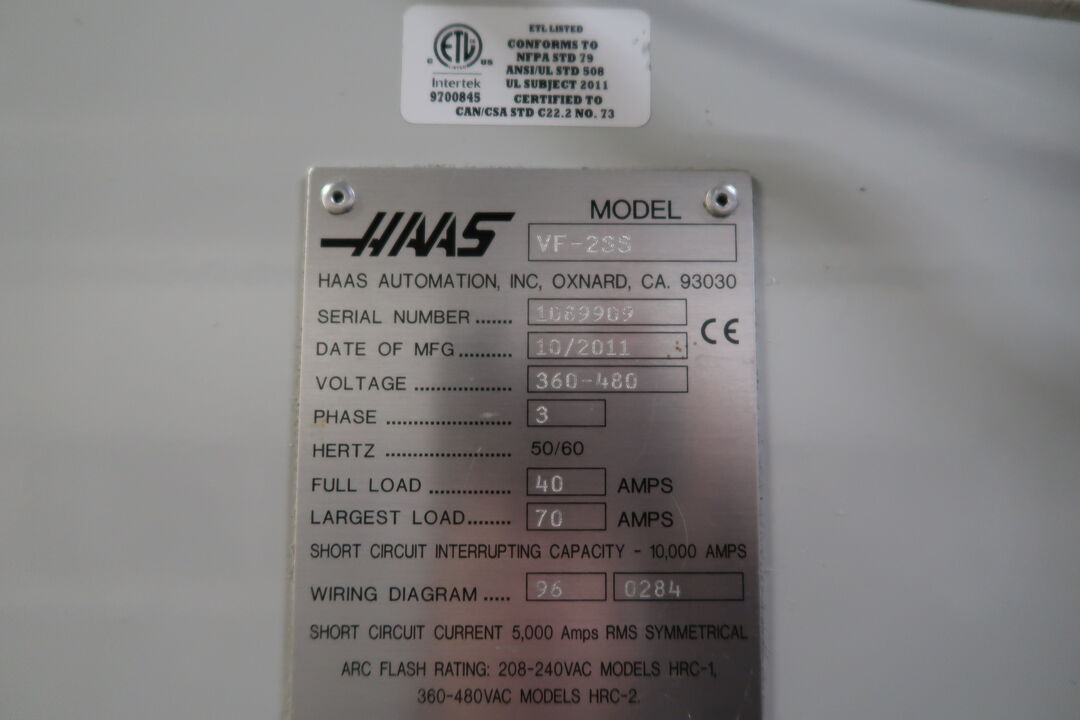 ETL LISTED
CONFORMS TO
NFPA STD 79
ANSI/UL STD 508
UL SUBJECT 2011
CERTIFIED TO
CAN/CSA STD C22.2 NO. 73
ETL
C US
Intertek
9700845
HAAS
MODEL VF-2SS
HAAS AUTOMATION, INC, OXNARD, CA. 93030
SERIAL NUMBER ....... 1089909
CE
DATE OF MFG .......... 10/2011
VOLTAGE ................... 360-480
PHASE ......................... 3
HERTZ ......................... 50/60
FULL LOAD ................ 40 AMPS
LARGEST LOAD........ 70 AMPS
SHORT CIRCUIT INTERRUPTING CAPACITY - 10,000 AMPS
WIRING DIAGRAM ..... 96 0284
SHORT CIRCUIT CURRENT 5,000 Amps RMS SYMMETRICAL
ARC FLASH RATING: 208-240VAC MODELS HRC-1,
360-480VAC MODELS HRC-2.